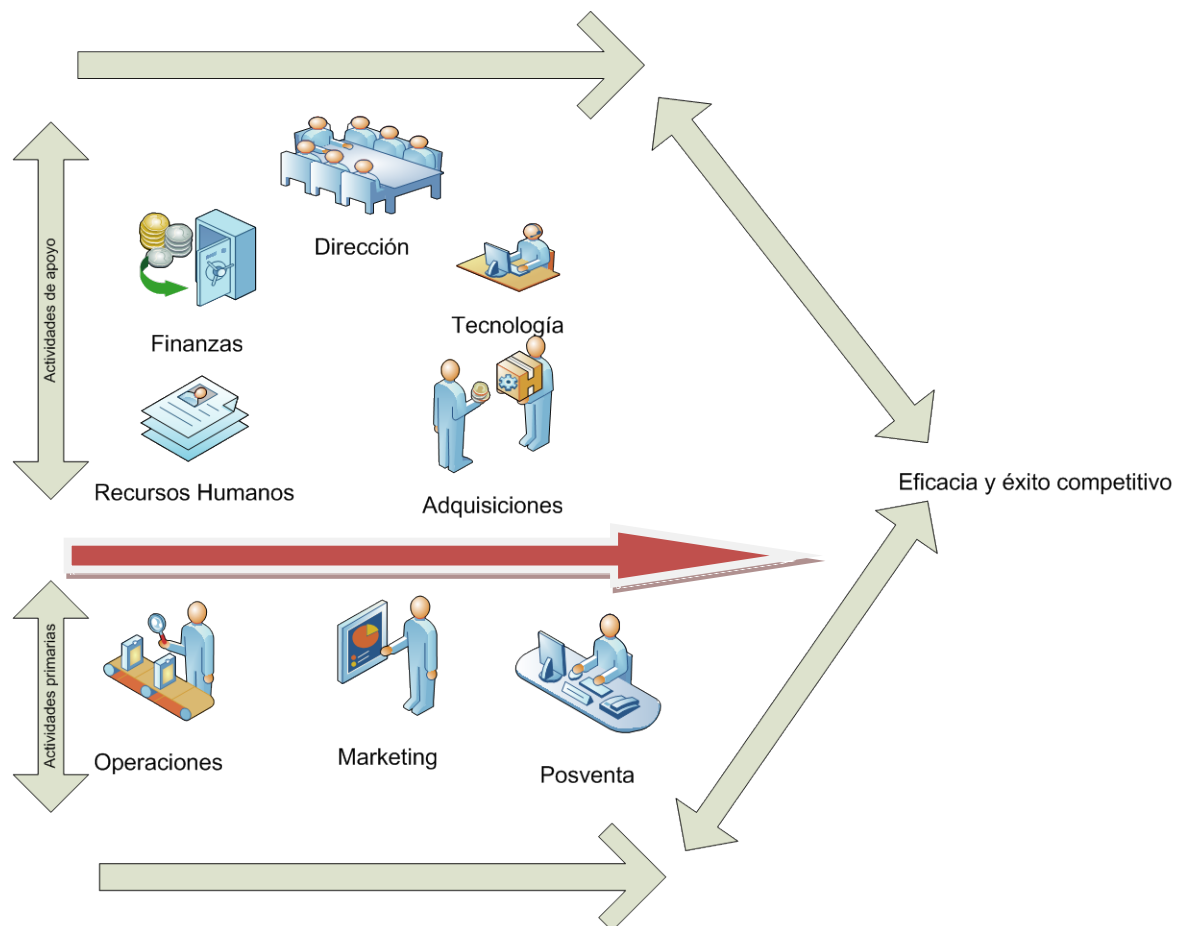 Actividades de apoyo
Dirección
Finanzas
Tecnología
Recursos Humanos
Adquisiciones
Eficacia y éxito competitivo
Actividades primarias
Operaciones
Marketing
Posventa